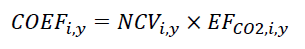 COEF_{i,y} = NCV_{i,y} × EF_{CO2,i,y}